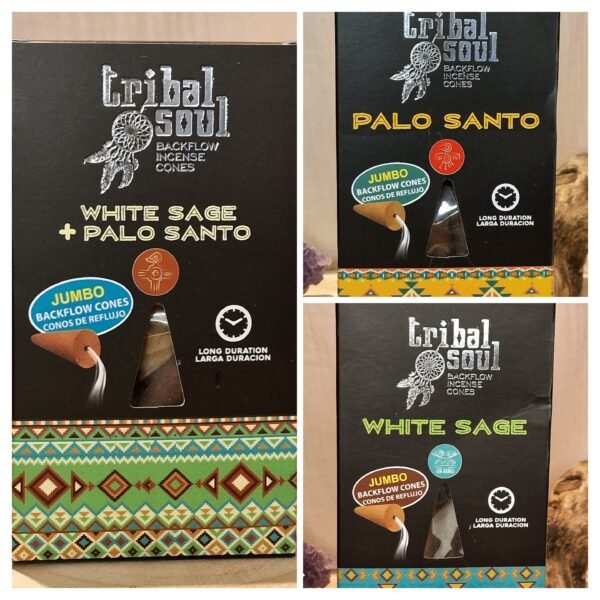 tribal
soul
BACKFLOW
INCENSE
CONES
WHITE SAGE
+ PALO SANTO
JUMBO
BACKFLOW CONES
CONOS DE REFLUJO
LONG DURATION
LARGA DURACION
tribal
soul
BACKFLOW
INCENSE
CONES
PALO SANTO
JUMBO
BACKFLOW CONES
CONOS DE REFLUJO
LONG DURATION
LARGA DURACION
tribal
soul
BACKFLOW
INCENSE
CONES
WHITE SAGE
JUMBO
BACKFLOW CONES
CONOS DE REFLUJO
LONG DURATION
LARGA DURACION